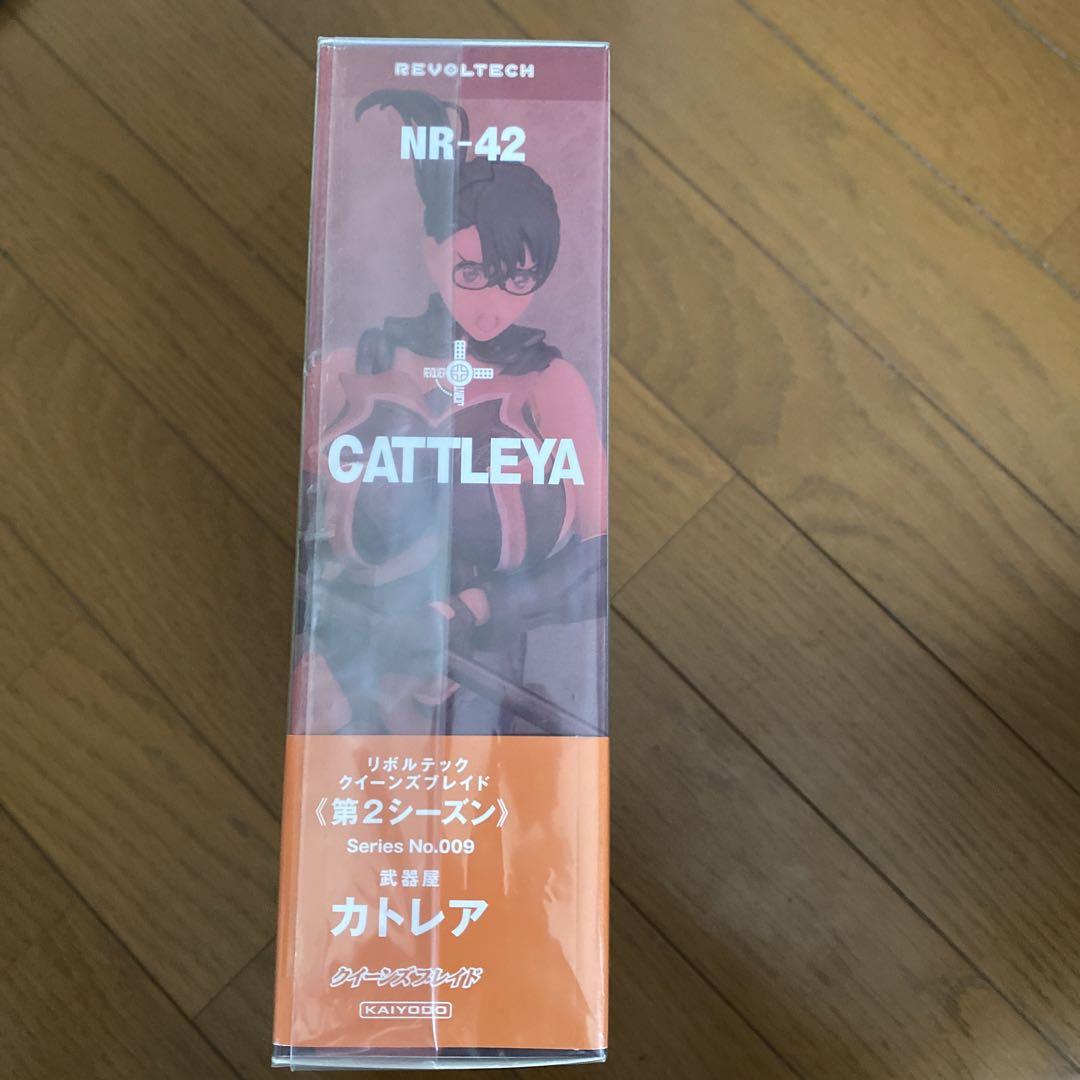 REVOLTECH
NR-42
REVOLVER
JOINT
CATTLEYA
リボルテック
クイーンズブレイド
《第2シーズン》
Series No.009
武器屋
カトレア
クイーンズブレイド
KAIYODO